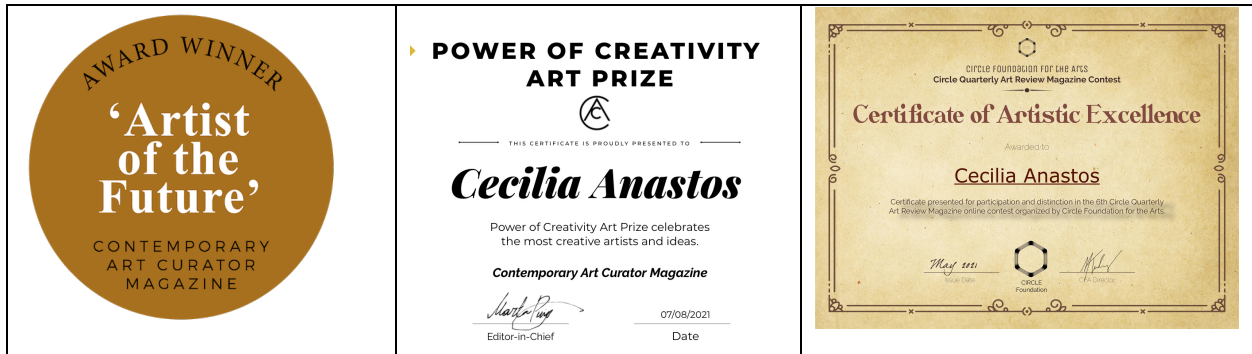 AWARD WINNER
‘Artist
of the
Future’
CONTEMPORARY
ART CURATOR
MAGAZINE
POWER OF CREATIVITY
ART PRIZE
THIS CERTIFICATE IS PROUDLY PRESENTED TO
Cecilia Anastos
Power of Creativity Art Prize celebrates
the most creative artists and ideas.
Contemporary Art Curator Magazine
Editor-in-Chief
07/08/2021
Date
CIRCLE FOUNDATION FOR THE ARTS
Circle Quarterly Art Review Magazine Contest
Certificate of Artistic Excellence
Awarded to
Cecilia Anastos
Certificate presented for participation and distinction in the 6th Circle Quarterly
Art Review Magazine online contest organized by Circle Foundation for the Arts.
May 2021
Issue Date
CIRCLE
Foundation
CFA Director